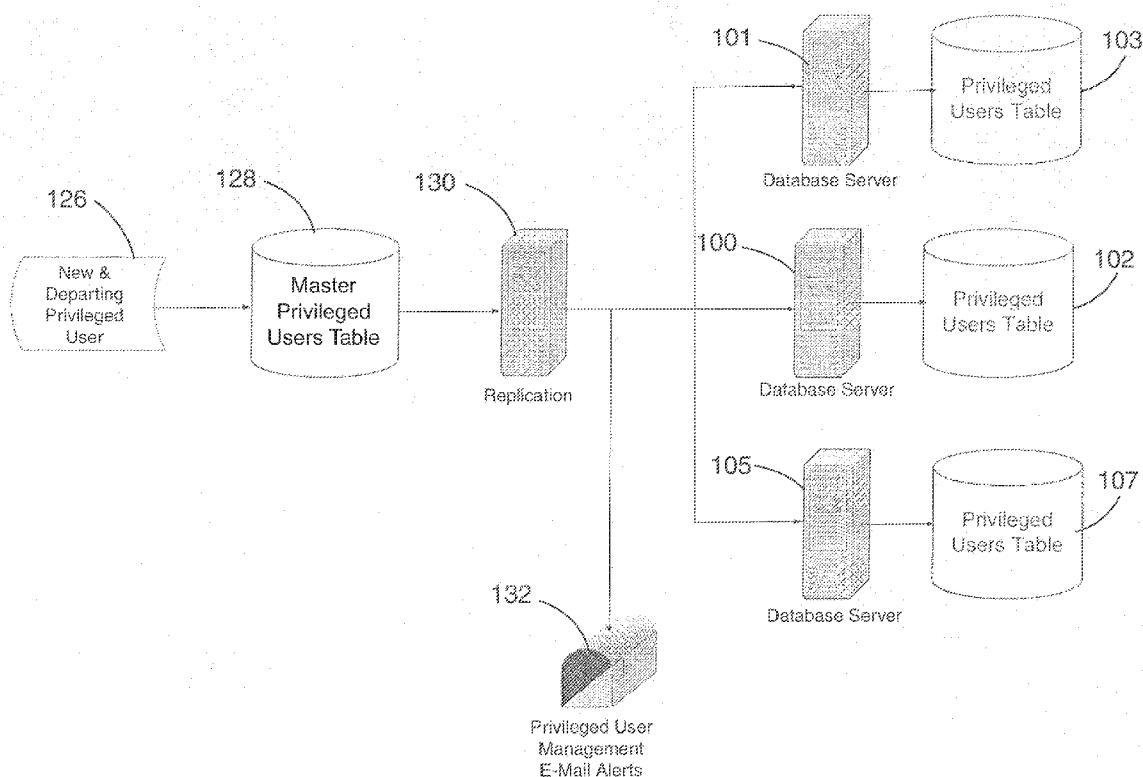 101
103
Privileged
Users Table
Database Server
126
128
130
100
102
New &
Departing
Privileged
User
Master
Privileged
Users Table
Replication
Privileged
Users Table
Database Server
105
107
Privileged
Users Table
Database Server
132
Privileged User
Management
E-Mail Alerts